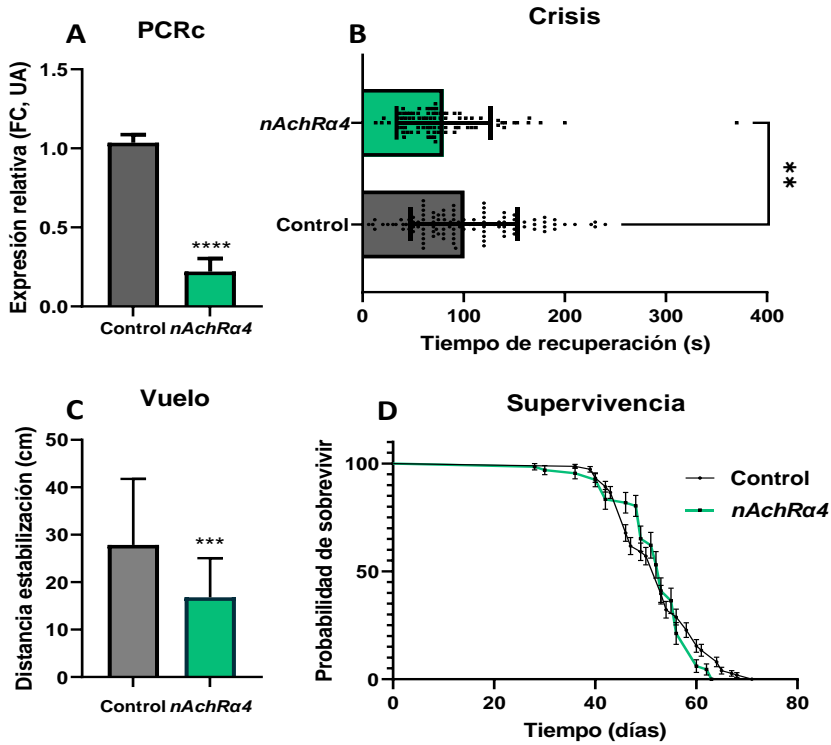 A
PCRc
Expresión relativa (FC, UA)
1.5
1.0
0.5
0.0
****
Control nAchRα4
B
Crisis
nAchRα4
Control
**
0 100 200 300 400
Tiempo de recuperación (s)
C
Vuelo
Distancia estabilización (cm)
50
40
30
20
10
0
***
Control nAchRα4
D
Supervivencia
Probabilidad de sobrevivir
100
50
0
Control
nAchRα4
0 20 40 60 80
Tiempo (días)